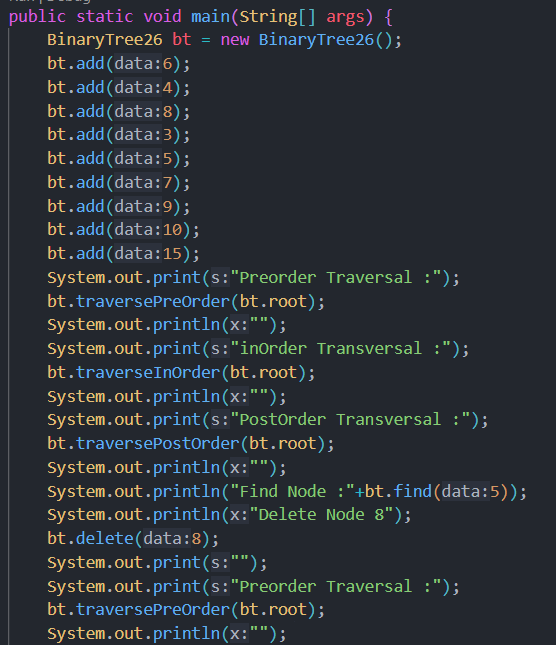 Run | Debug
public static void main(String[] args) {
BinaryTree26 bt = new BinaryTree26();
bt.add(data:6);
bt.add(data:4);
bt.add(data:8);
bt.add(data:3);
bt.add(data:5);
bt.add(data:7);
bt.add(data:9);
bt.add(data:10);
bt.add(data:15);
System.out.print(s:"Preorder Traversal :");
bt.traversePreOrder(bt.root);
System.out.println(x:"");
System.out.print(s:"inOrder Transversal :");
bt.traverseInOrder(bt.root);
System.out.println(x:"");
System.out.print(s:"PostOrder Transversal :");
bt.traversePostOrder(bt.root);
System.out.println(x:"");
System.out.println("Find Node :"+bt.find(data:5));
System.out.println(x:"Delete Node 8");
bt.delete(data:8);
System.out.print(s:"");
System.out.print(s:"Preorder Traversal :");
bt.traversePreOrder(bt.root);
System.out.println(x:"");